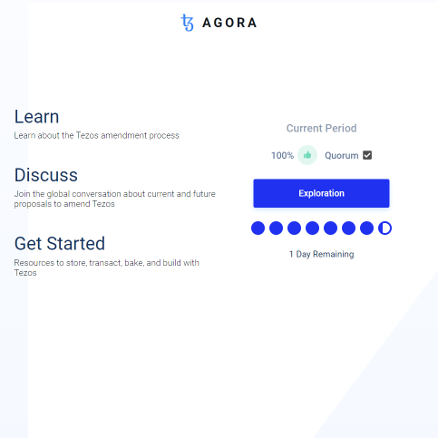 AGORA
Learn
Learn about the Tezos amendment process
Discuss
Join the global conversation about current and future
proposals to amend Tezos
Get Started
Resources to store, transact, bake, and build with
Tezos
Current Period
100% Quorum
Exploration
1 Day Remaining